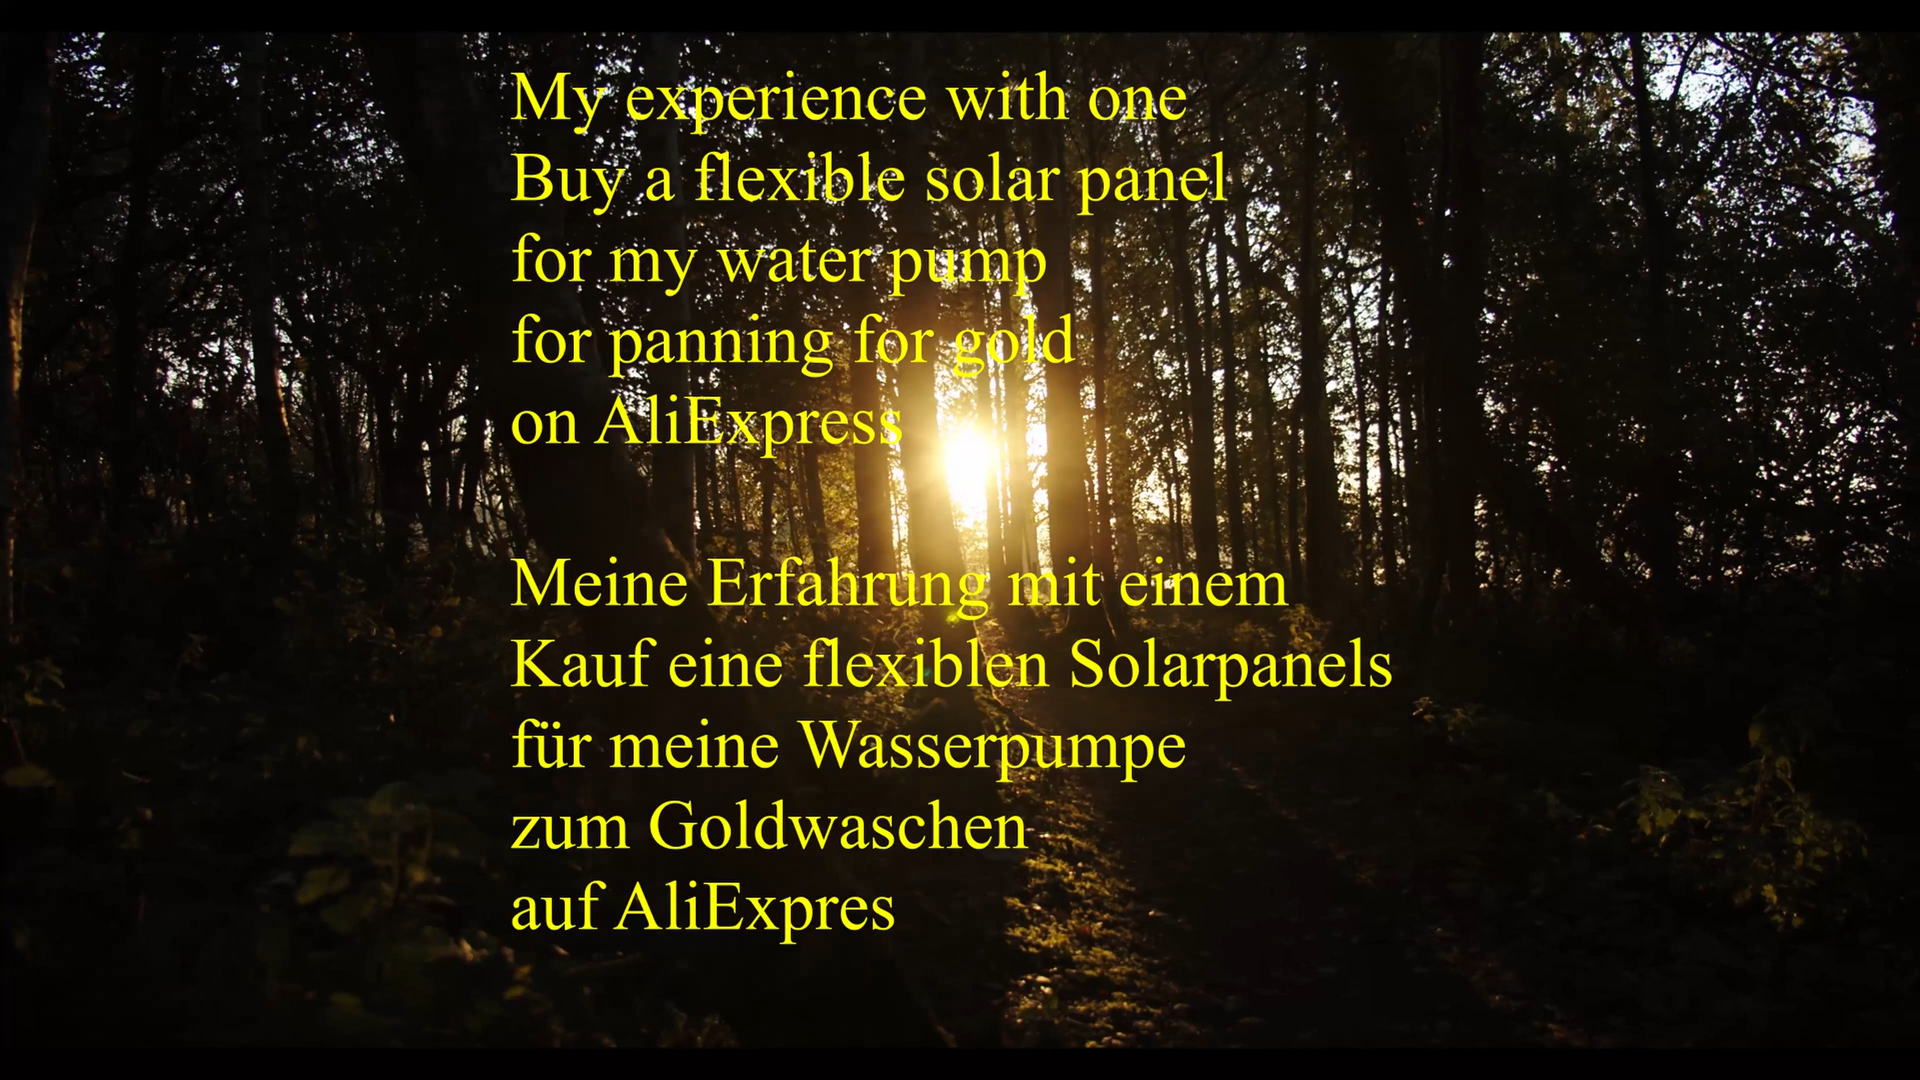 My experience with one
Buy a flexible solar panel
for my water pump
for panning for gold
on AliExpress
Meine Erfahrung mit einem
Kauf eine flexiblen Solarpanels
für meine Wasserpumpe
zum Goldwaschen
auf AliExpres